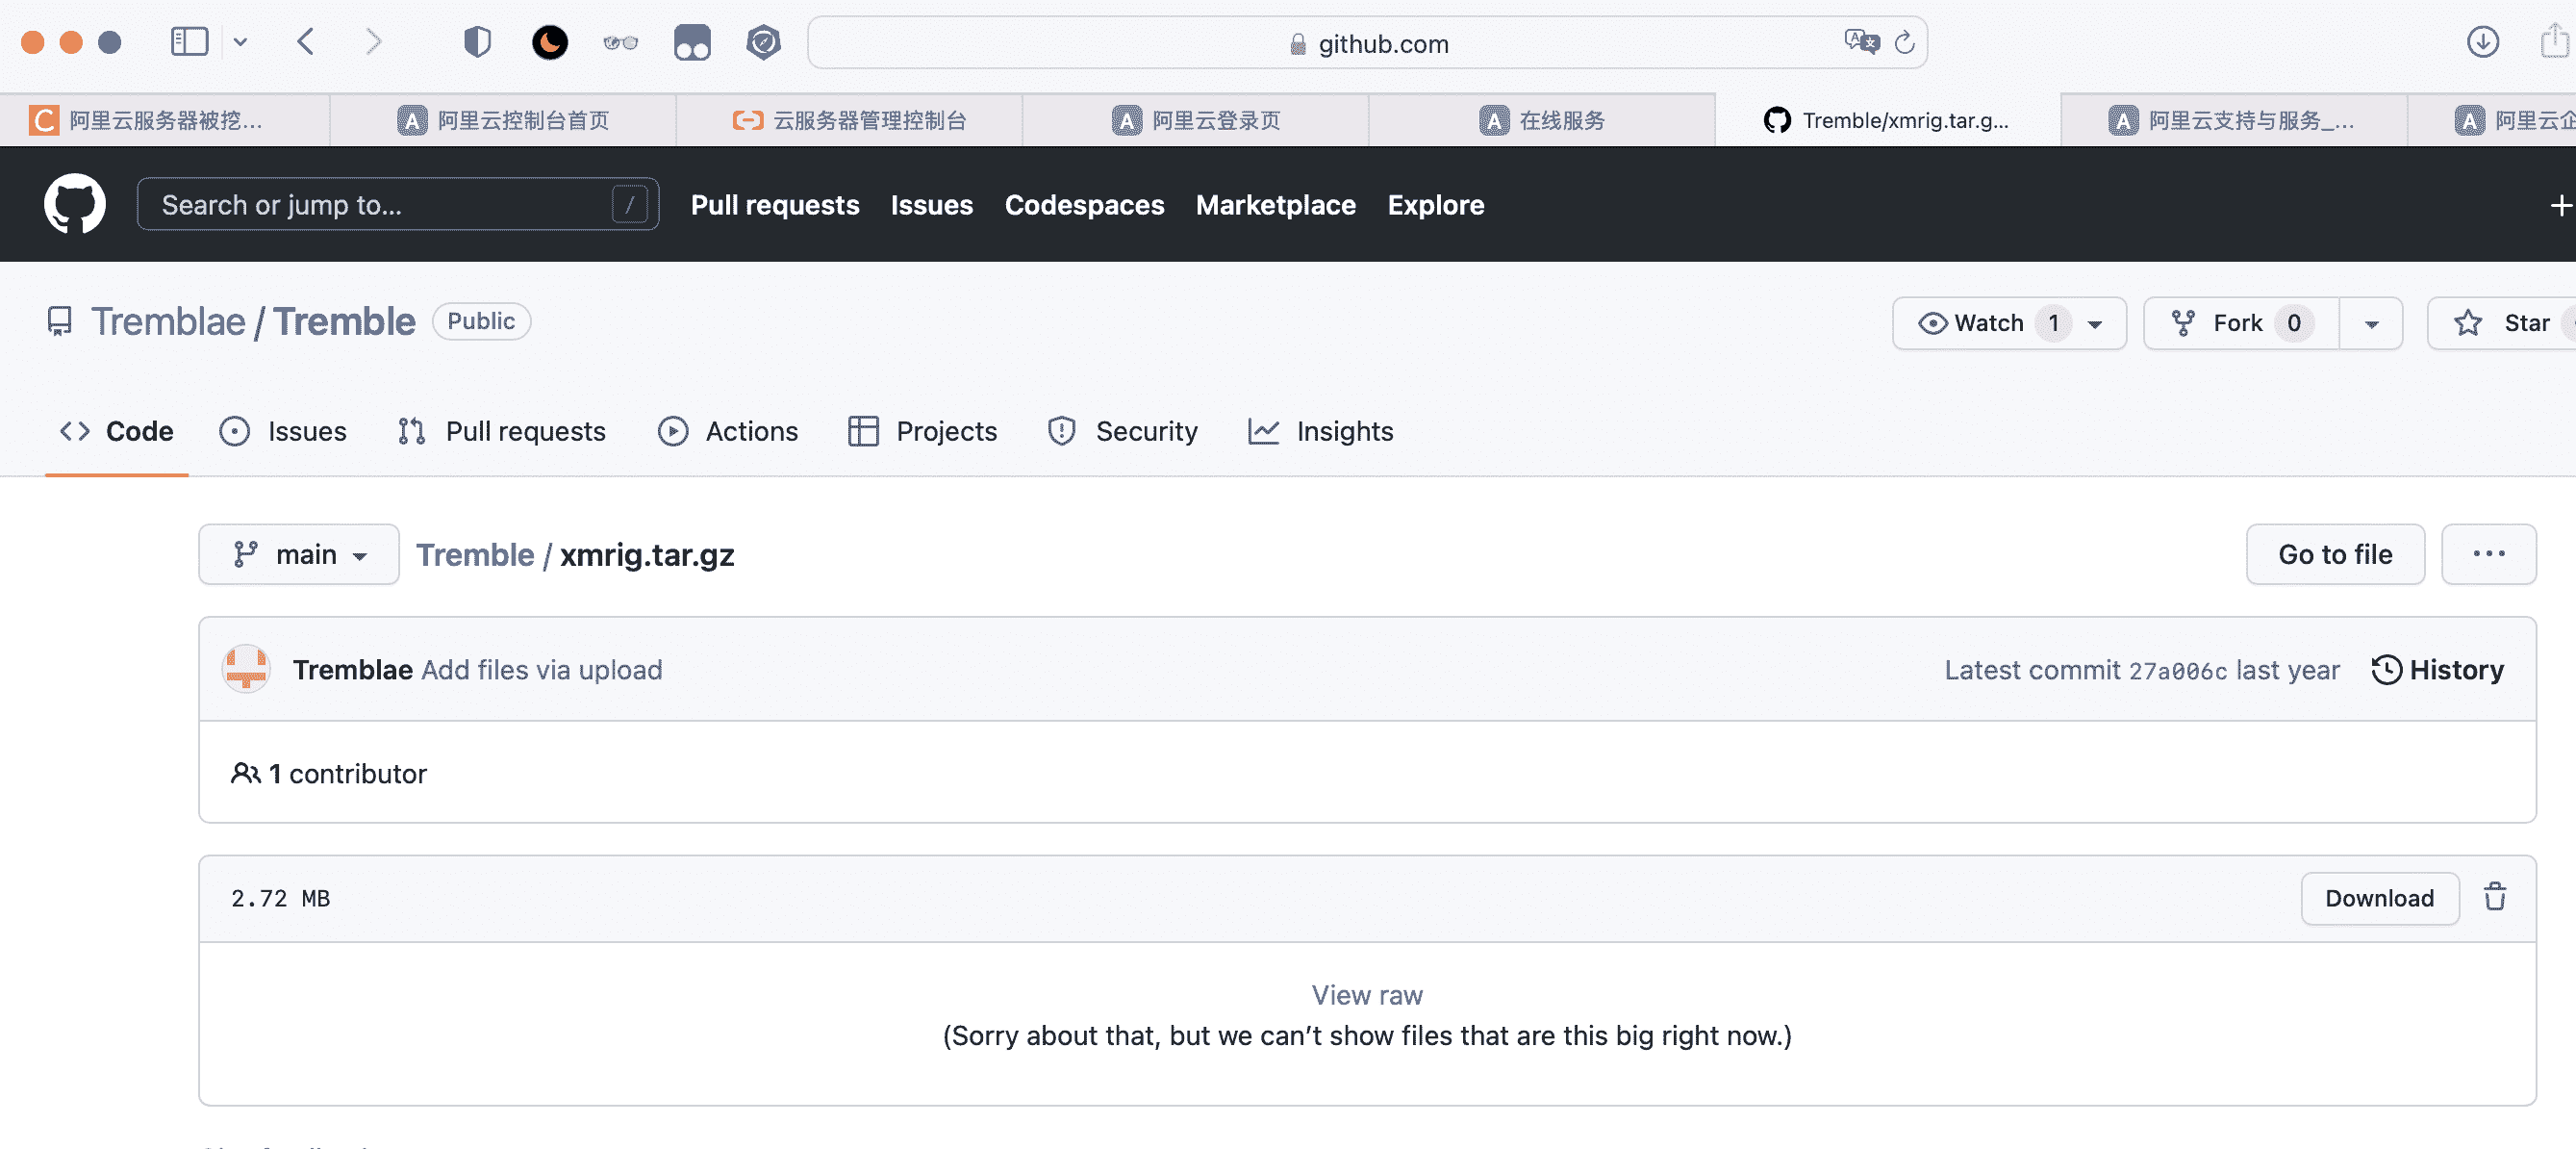 github.com
阿里云服务器被挖...
阿里云控制台首页
云服务器管理控制台
阿里云登录页
在线服务
Tremble/xmrig.tar.g...
阿里云支持与服务_...
阿里云企
Search or jump to...
/
Pull requests
Issues
Codespaces
Marketplace
Explore
Tremblae / Tremble
Public
Watch 1
Fork 0
Star
Code
Issues
Pull requests
Actions
Projects
Security
Insights
main
Tremble / xmrig.tar.gz
Go to file
Tremblae Add files via upload
Latest commit 27a006c last year
History
1 contributor
2.72 MB
Download
View raw
(Sorry about that, but we can’t show files that are this big right now.)